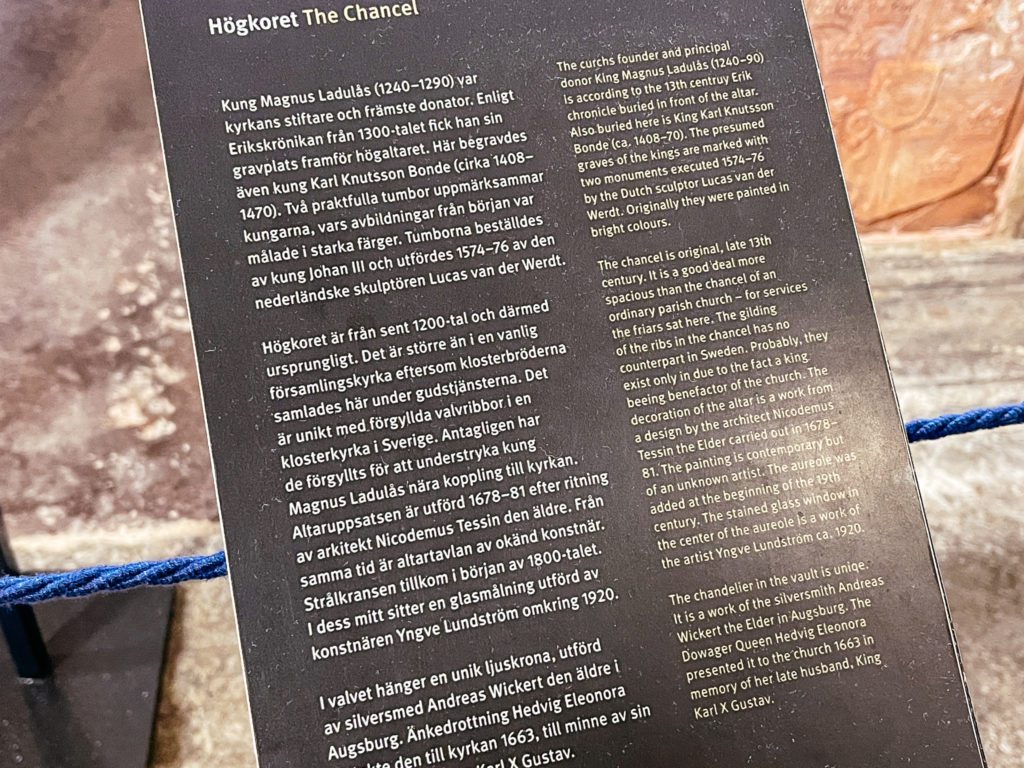 Högkoret The Chancel
Kung Magnus Ladulås (1240–1290) var
kyrkans stiftare och främste donator. Enligt
Erikskrönikan från 1300-talet fick han sin
gravplats framför högaltaret. Här begravdes
även kung Karl Knutsson Bonde (cirka 1408–
1470). Två praktfulla tumbor uppmärksammar
kungarna, vars avbildningar från början var
målade i starka färger. Tumborna beställdes
av kung Johan III och utfördes 1574–76 av den
nederländske skulptören Lucas van der Werdt.
Högkoret är från sent 1200-tal och därmed
ursprungligt. Det är större än i en vanlig
församlingskyrka eftersom klosterbröderna
samlades här under gudstjänsterna. Det
är unikt med förgyllda valvribbor i en
klosterkyrka i Sverige. Antagligen har
de förgyllts för att understryka kung
Magnus Ladulås nära koppling till kyrkan.
Altaruppsatsen är utförd 1678–81 efter ritning
av arkitekt Nicodemus Tessin den äldre. Från
samma tid är altartavlan av okänd konstnär.
Strålkransen tillkom i början av 1800-talet.
I dess mitt sitter en glasmålning utförd av
konstnären Yngve Lundström omkring 1920.
I valvet hänger en unik ljuskrona, utförd
av silversmed Andreas Wickert den äldre i
Augsburg. Änkedrottning Hedvig Eleonora
den till kyrkan 1663, till minne av sin
Karl X Gustav.
The curchs founder and principal
donor King Magnus Ladulås (1240–90)
is according to the 13th centruy Erik
chronicle buried in front of the altar.
Also buried here is King Karl Knutsson
Bonde (ca. 1408–70). The presumed
graves of the kings are marked with
two monuments executed 1574–76
by the Dutch sculptor Lucas van der
Werdt. Originally they were painted in
bright colours.
The chancel is original, late 13th
century. It is a good deal more
spacious than the chancel of an
ordinary parish church – for services
the friars sat here. The gilding
of the ribs in the chancel has no
counterpart in Sweden. Probably, they
exist only in due to the fact a king
beeing benefactor of the church. The
decoration of the altar is a work from
a design by the architect Nicodemus
Tessin the Elder carried out in 1678–
81. The painting is contemporary but
of an unknown artist. The aureole was
added at the beginning of the 19th
century. The stained glass window in
the center of the aureole is a work of
the artist Yngve Lundström ca. 1920.
The chandelier in the vault is uniqe.
It is a work of the silversmith Andreas
Wickert the Elder in Augsburg. The
Dowager Queen Hedvig Eleonora
presented it to the church 1663 in
memory of her late husband, King
Karl X Gustav.